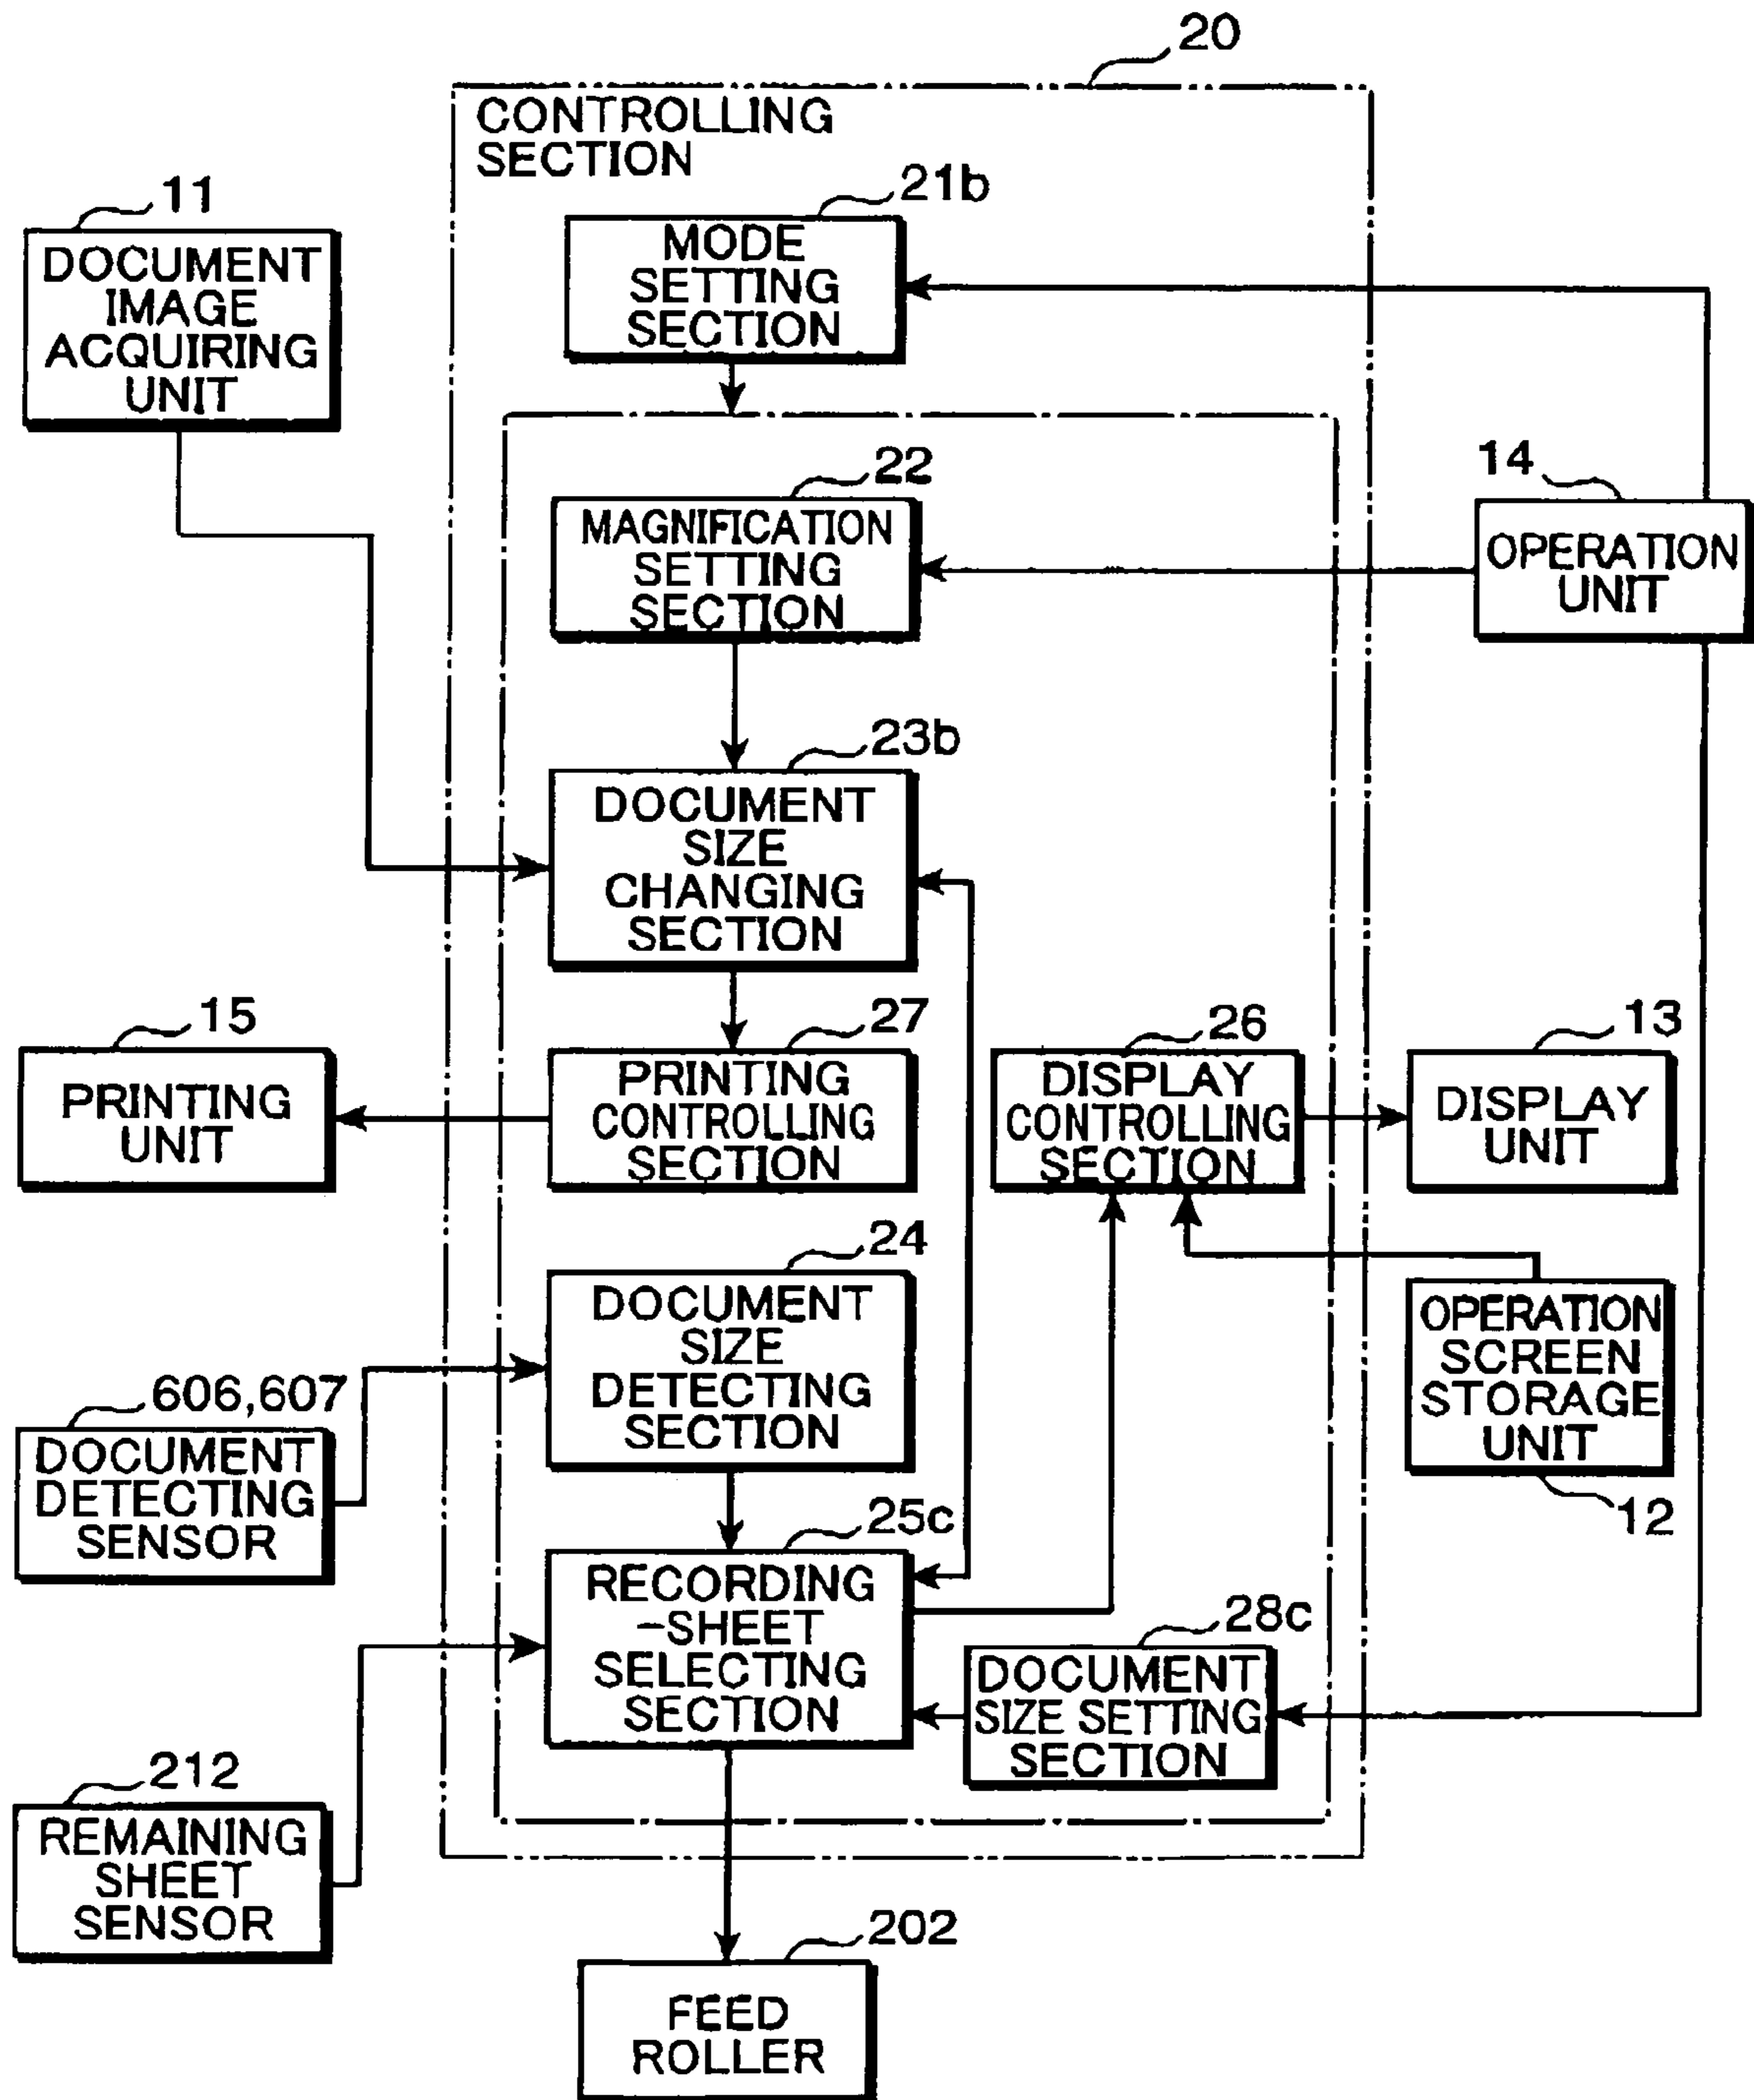 20
CONTROLLING
SECTION
21b
MODE
SETTING
SECTION
11
DOCUMENT
IMAGE
ACQUIRING
UNIT
22
MAGNIFICATION
SETTING
SECTION
14
OPERATION
UNIT
23b
DOCUMENT
SIZE
CHANGING
SECTION
15
PRINTING
UNIT
27
PRINTING
CONTROLLING
SECTION
26
DISPLAY
CONTROLLING
SECTION
13
DISPLAY
UNIT
24
DOCUMENT
SIZE
DETECTING
SECTION
OPERATION
SCREEN
STORAGE
UNIT
12
606,607
DOCUMENT
DETECTING
SENSOR
25c
RECORDING
-SHEET
SELECTING
SECTION
28c
DOCUMENT
SIZE SETTING
SECTION
212
REMAINING
SHEET
SENSOR
202
FEED
ROLLER